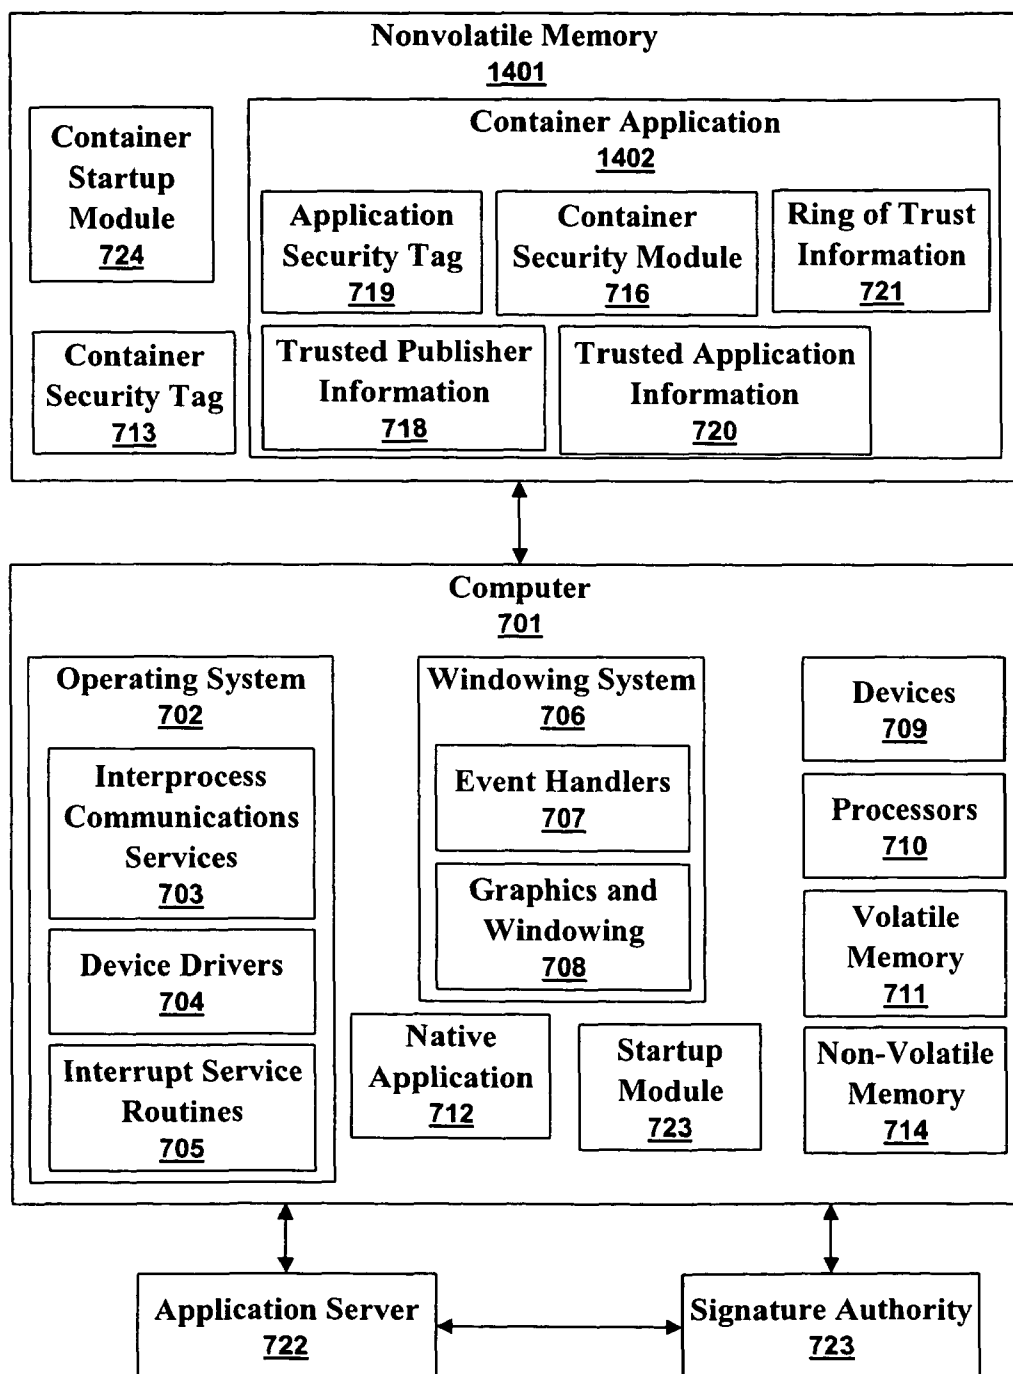 Nonvolatile Memory
1401
Container
Startup
Module
724
Container
Security Tag
713
Container Application
1402
Application
Security Tag
719
Container
Security Module
716
Ring of Trust
Information
721
Trusted Publisher
Information
718
Trusted Application
Information
720
Computer
701
Operating System
702
Interprocess
Communications
Services
703
Device Drivers
704
Interrupt Service
Routines
705
Windowing System
706
Event Handlers
707
Graphics and
Windowing
708
Native
Application
712
Startup
Module
723
Devices
709
Processors
710
Volatile
Memory
711
Non-Volatile
Memory
714
Application Server
722
Signature Authority
723